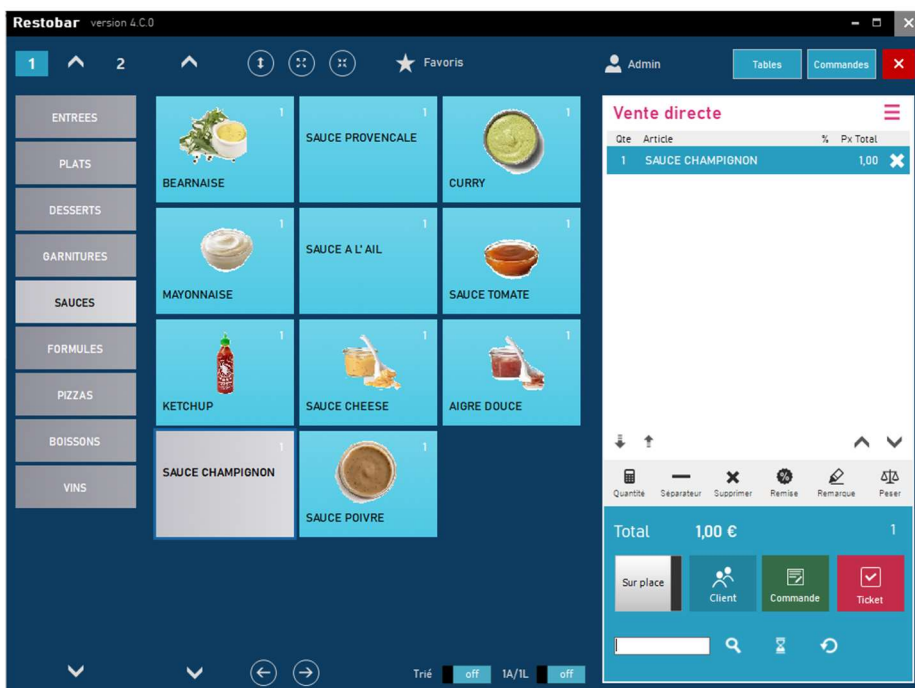 Restobar version 4.C.0
1 2 Favoris Admin Tables Commandes
ENTREES
PLATS
DESSERTS
GARNITURES
SAUCES
FORMULES
PIZZAS
BOISSONS
VINS
1 1 1
BEARNAISE SAUCE PROVENCALE CURRY
1 1 1
MAYONNAISE SAUCE A L' AIL SAUCE TOMATE
1 1 1
KETCHUP SAUCE CHEESE AIGRE DOUCE
1 1
SAUCE CHAMPIGNON SAUCE POIVRE
Trié off 1A/1L off
Vente directe
Qte Article % Px Total
1 SAUCE CHAMPIGNON 1,00
Quantité Séparateur Supprimer Remise Remarque Peser
Total 1,00 € 1
Sur place Client Commande Ticket